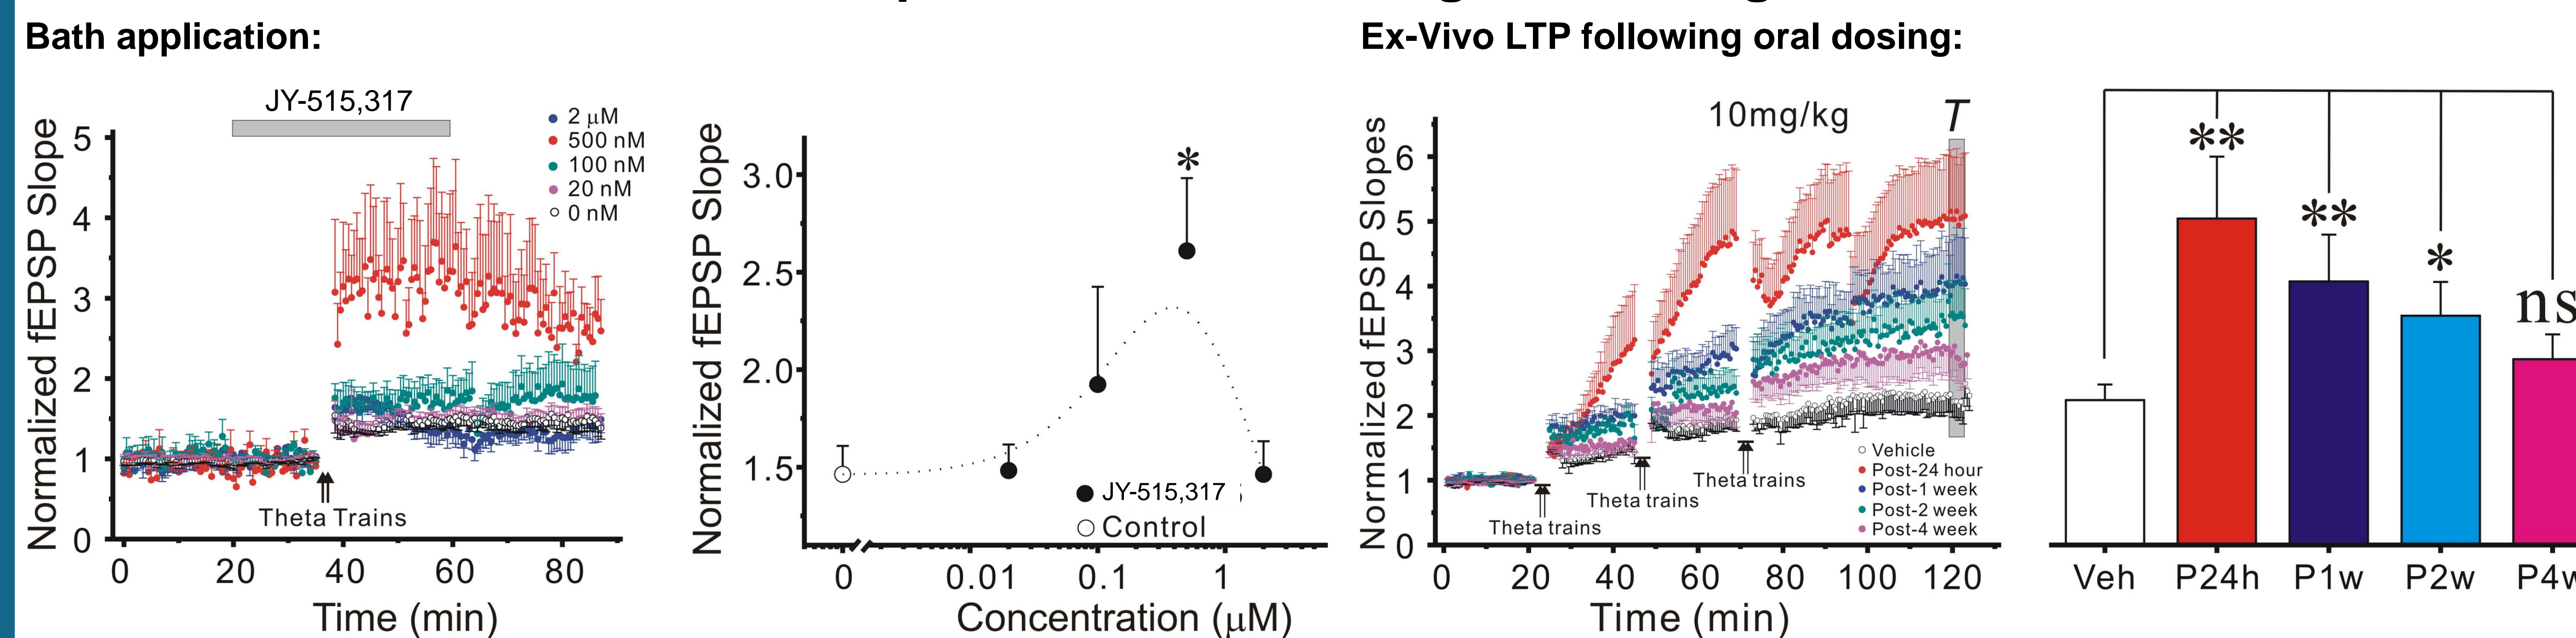 Bath application:
Ex-Vivo LTP following oral dosing:
Normalized fEPSP Slope
5
4
3
2
1
0
JY-515,317
2 μM
500 nM
100 nM
20 nM
0 nM
Theta Trains
0 20 40 60 80
Time (min)
Normalized fEPSP Slope
3.0
2.5
2.0
1.5
*
JY-515,317
Control
0 0.01 0.1 1
Concentration (μM)
Normalized fEPSP Slopes
6
5
4
3
2
1
0
10mg/kg
T
Theta trains
Theta trains
Theta trains
Vehicle
Post-24 hour
Post-1 week
Post-2 week
Post-4 week
0 20 40 60 80 100 120
Time (min)
**
**
*
ns
Veh P24h P1w P2w